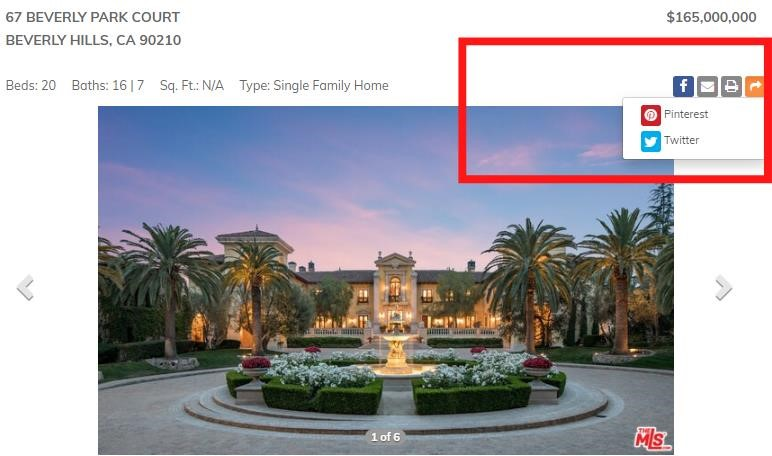 67 BEVERLY PARK COURT
$165,000,000
BEVERLY HILLS, CA 90210
Beds: 20 Baths: 16 | 7 Sq. Ft.: N/A Type: Single Family Home
Pinterest
Twitter
1 of 6
THE MLS